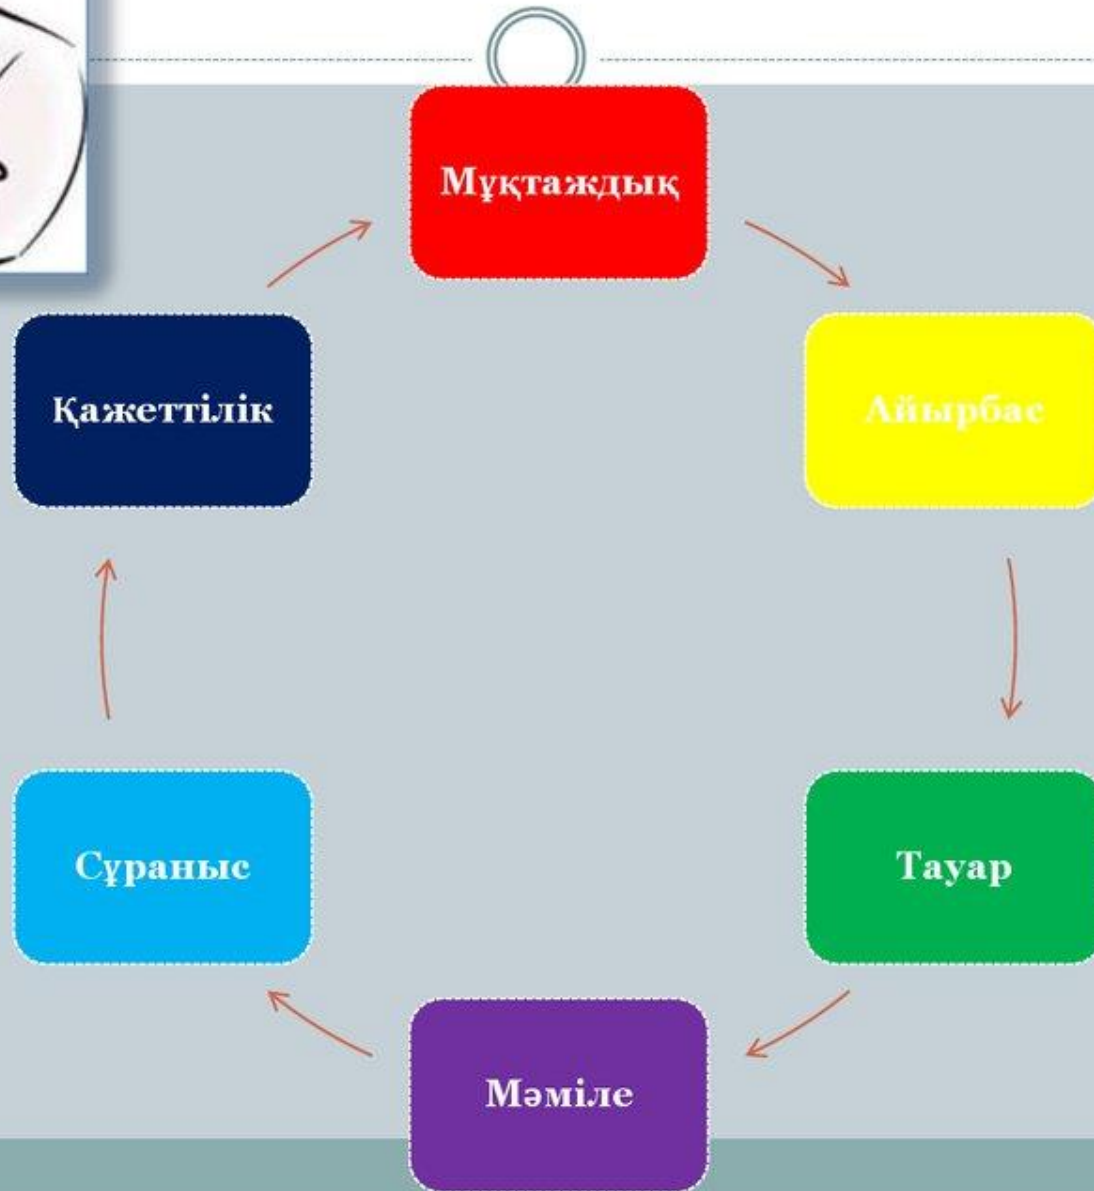 Мұқтаждық
Қажеттілік
Айырбас
Сұраныс
Тауар
Мәміле